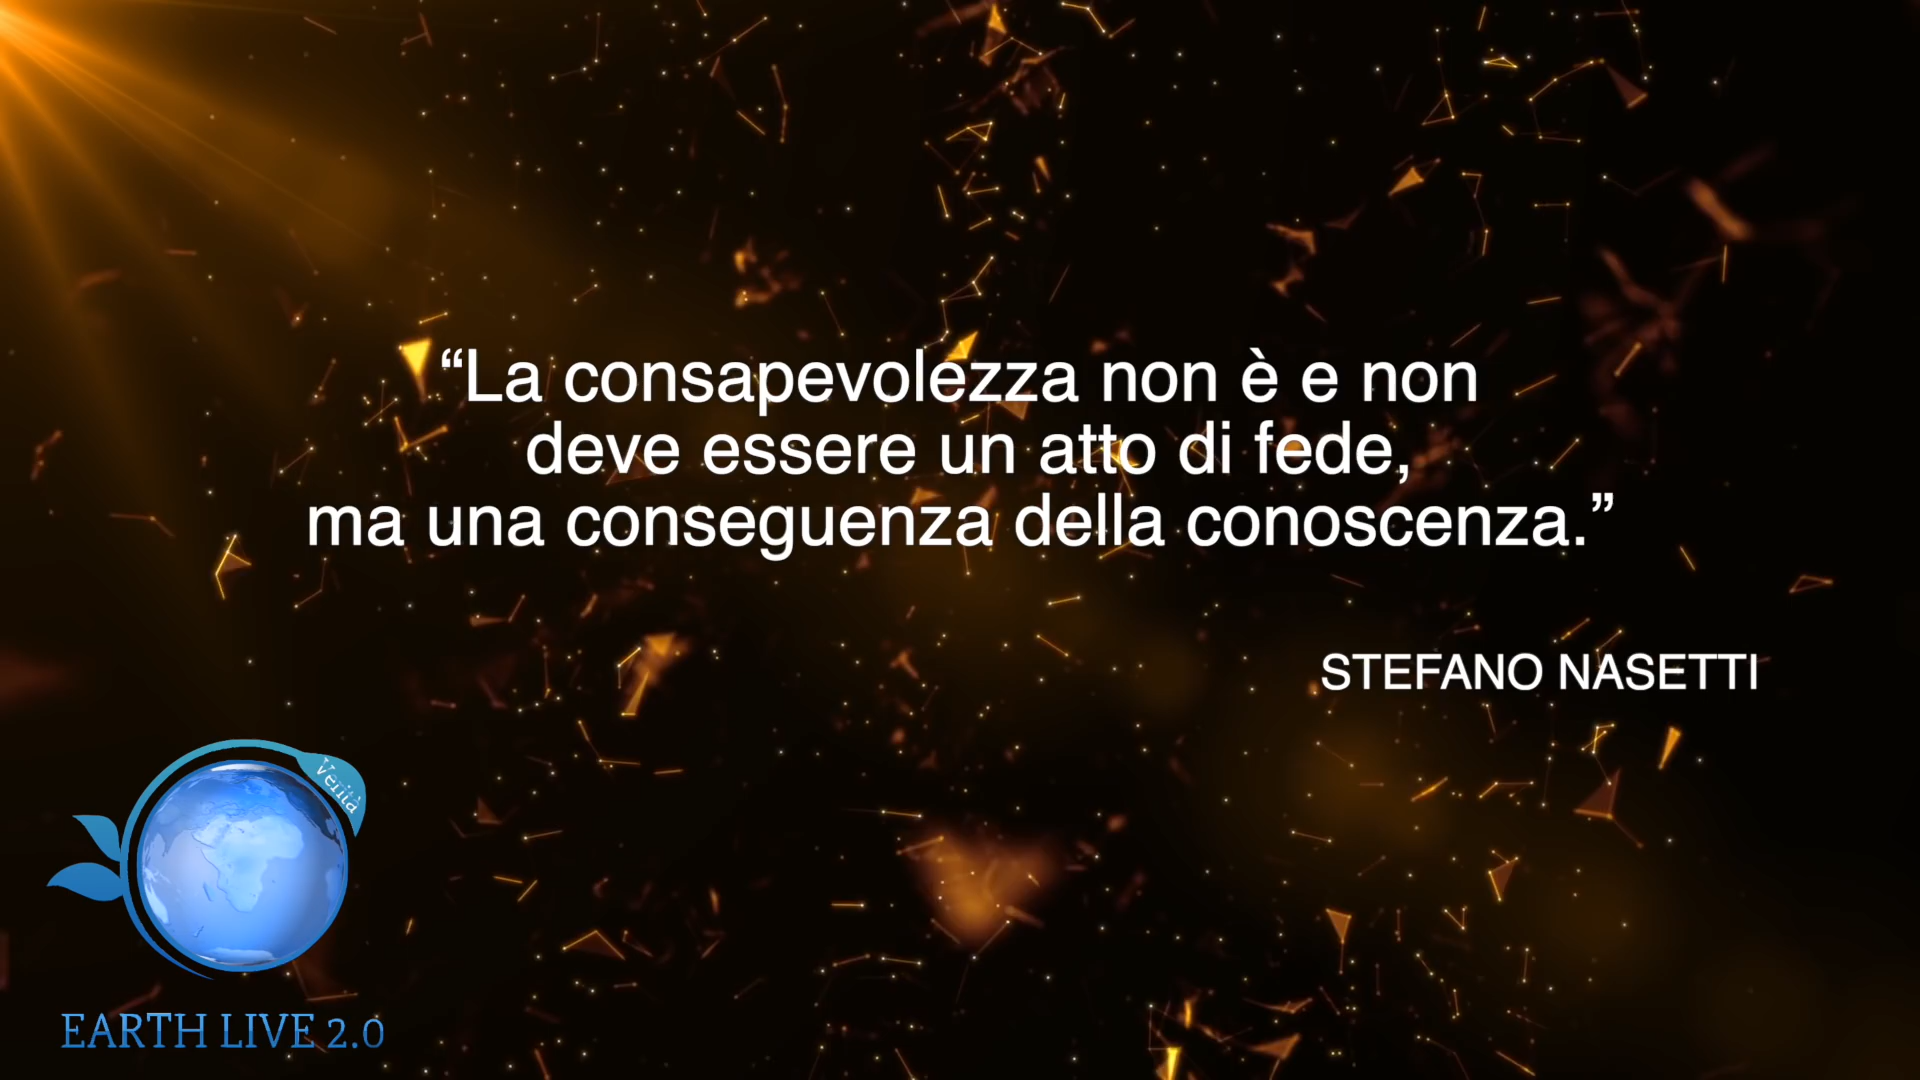 “La consapevolezza non è e non
deve essere un atto di fede,
ma una conseguenza della conoscenza.”
STEFANO NASETTI
Verità
EARTH LIVE 2.0